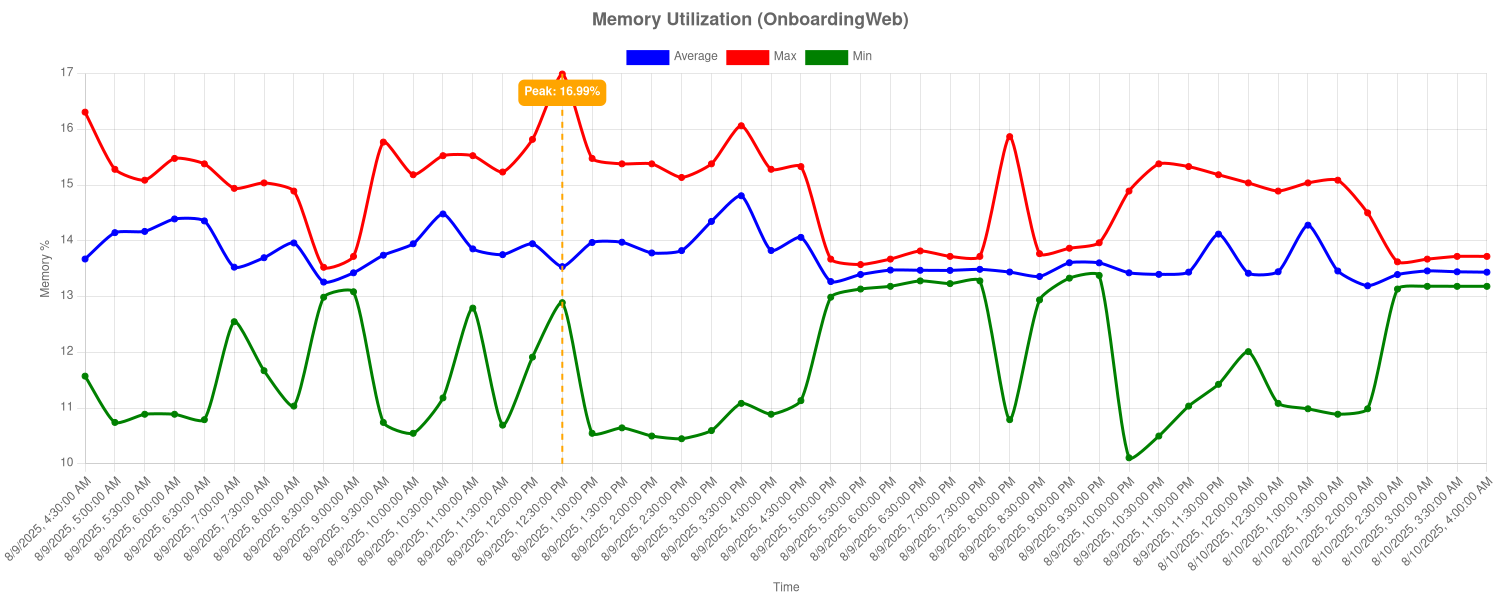 Memory Utilization (OnboardingWeb)
Average Max Min
17
Peak: 16.99%
16
15
14
13
12
11
10
Memory %
8/9/2025, 4:30:00 AM
8/9/2025, 5:00:00 AM
8/9/2025, 5:30:00 AM
8/9/2025, 6:00:00 AM
8/9/2025, 6:30:00 AM
8/9/2025, 7:00:00 AM
8/9/2025, 7:30:00 AM
8/9/2025, 8:00:00 AM
8/9/2025, 8:30:00 AM
8/9/2025, 9:00:00 AM
8/9/2025, 9:30:00 AM
8/9/2025, 10:00:00 AM
8/9/2025, 10:30:00 AM
8/9/2025, 11:00:00 AM
8/9/2025, 11:30:00 AM
8/9/2025, 12:00:00 PM
8/9/2025, 12:30:00 PM
8/9/2025, 1:00:00 PM
8/9/2025, 1:30:00 PM
8/9/2025, 2:00:00 PM
8/9/2025, 2:30:00 PM
8/9/2025, 3:00:00 PM
8/9/2025, 3:30:00 PM
8/9/2025, 4:00:00 PM
8/9/2025, 4:30:00 PM
8/9/2025, 5:00:00 PM
8/9/2025, 5:30:00 PM
8/9/2025, 6:00:00 PM
8/9/2025, 6:30:00 PM
8/9/2025, 7:00:00 PM
8/9/2025, 7:30:00 PM
8/9/2025, 8:00:00 PM
8/9/2025, 8:30:00 PM
8/9/2025, 9:00:00 PM
8/9/2025, 9:30:00 PM
8/9/2025, 10:00:00 PM
8/9/2025, 10:30:00 PM
8/9/2025, 11:00:00 PM
8/9/2025, 11:30:00 PM
8/10/2025, 12:00:00 AM
8/10/2025, 12:30:00 AM
8/10/2025, 1:00:00 AM
8/10/2025, 1:30:00 AM
8/10/2025, 2:00:00 AM
8/10/2025, 2:30:00 AM
8/10/2025, 3:00:00 AM
8/10/2025, 3:30:00 AM
8/10/2025, 4:00:00 AM
Time